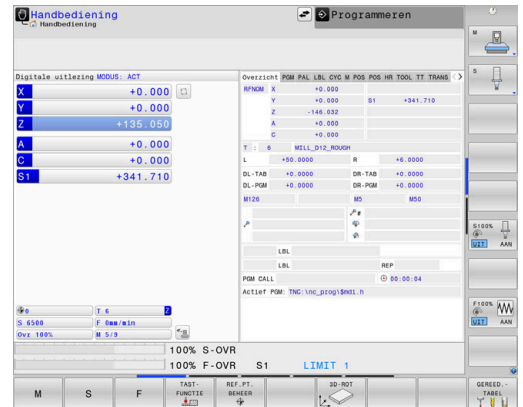 Handbediening
Handbediening
Programmeren
Digitale uitlezing MODUS: ACT
X +0.000
Y +0.000
Z +135.050
A +0.000
C +0.000
S1 +341.710
0
T 6 Z
S 6500 F 0mm/min
Ovr 100% M 5/9
Overzicht PGM PAL LBL CYC M POS POS HR TOOL TT TRANS
RFNOM X +0.000
Y +0.000 S1 +341.710
Z -146.032
A +0.000
C +0.000
T : 6 MILL_D12_ROUGH
L +50.0000 R +6.0000
DL-TAB +0.0000 DR-TAB +0.0000
DL-PGM +0.0000 DR-PGM +0.0000
M126 M5 M50
#
LBL
LBL REP
PGM CALL 00:00:04
Actief PGM: TNC:\nc_prog\$mdi.h
100% S-OVR
100% F-OVR S1 LIMIT 1
M
S
F
TAST-
FUNCTIE
REF.PT.
BEHEER
3D-ROT
GEREED.-
TABEL
M
S
S100%
UIT AAN
F100%
UIT AAN